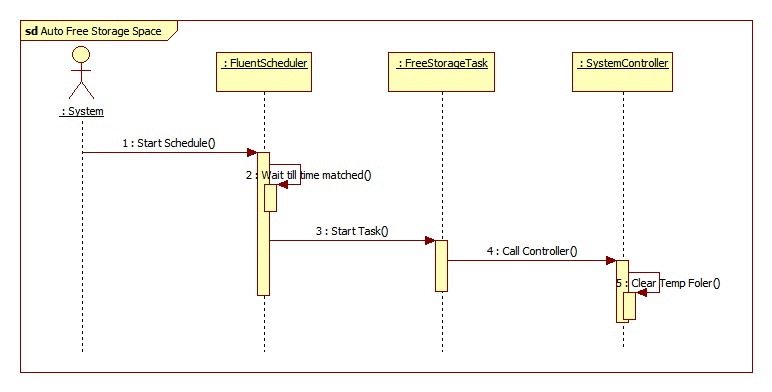 sd Auto Free Storage Space
: System
: FluentScheduler
: FreeStorageTask
: SystemController
1 : Start Schedule()
2 : Wait till time matched()
3 : Start Task()
4 : Call Controller()
5 : Clear Temp Foler()